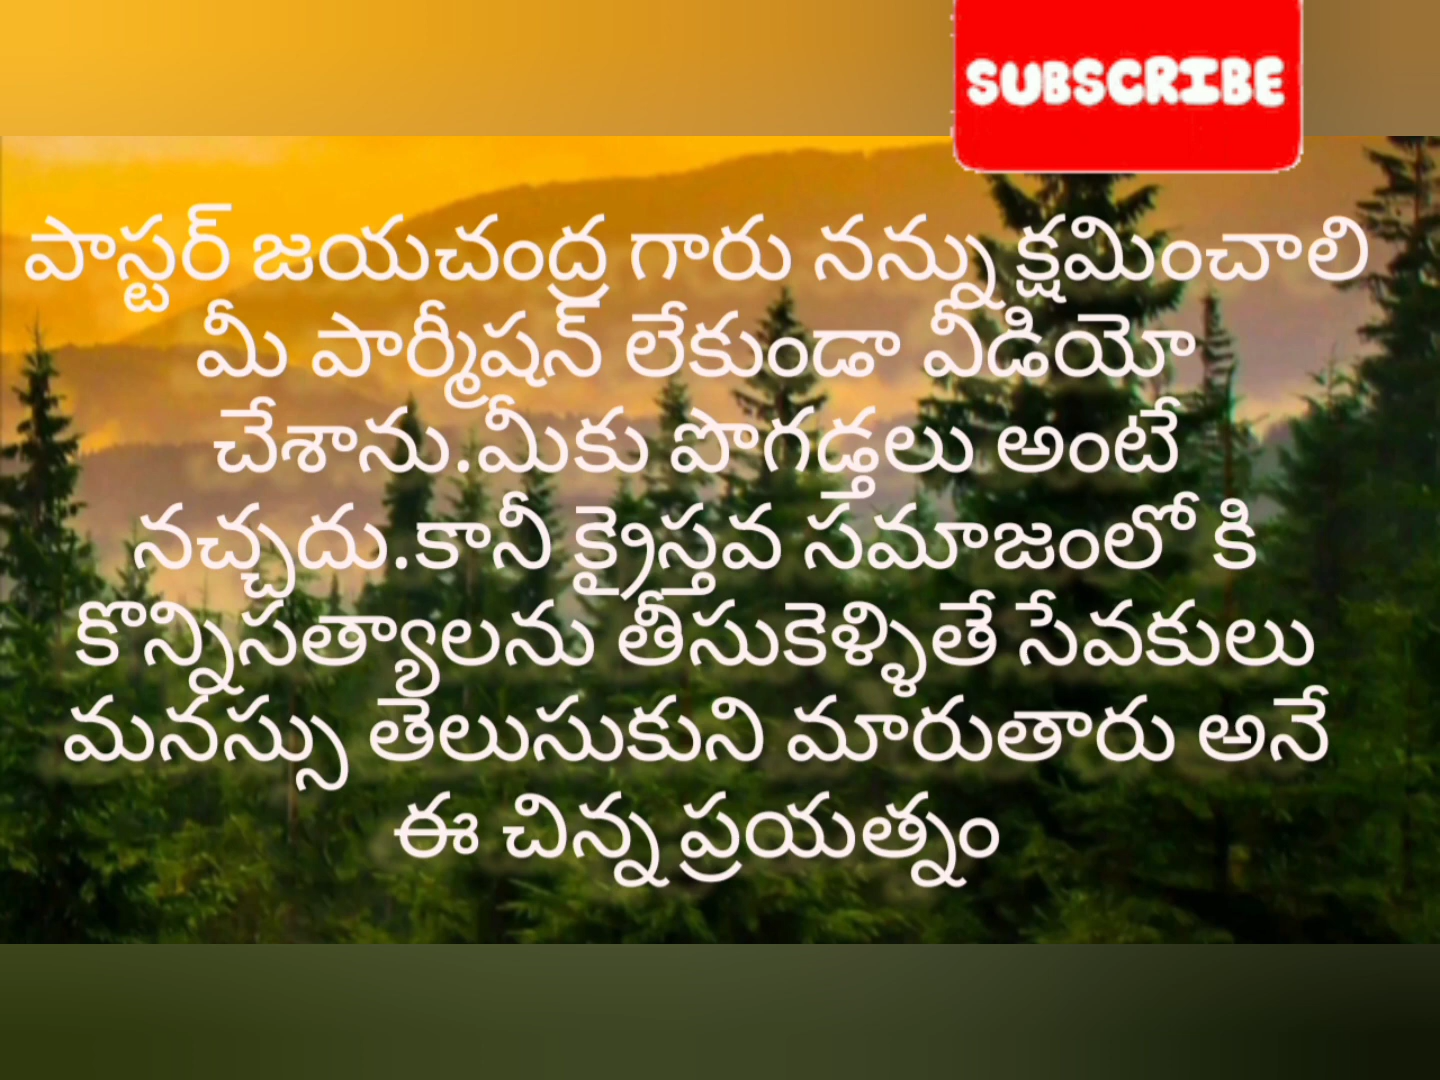 SUBSCRIBE
పాస్టర్ జయచంద్ర గారు నన్ను క్షమించాలి
మీ పార్మీషన్ లేకుండా వీడియో
చేశాను.మీకు పొగడ్తలు అంటే
నచ్చదు.కానీ క్రైస్తవ సమాజంలో కి
కొన్నిసత్యాలను తీసుకెళ్ళితే సేవకులు
మనస్సు తెలుసుకుని మారుతారు అనే
ఈ చిన్న ప్రయత్నం